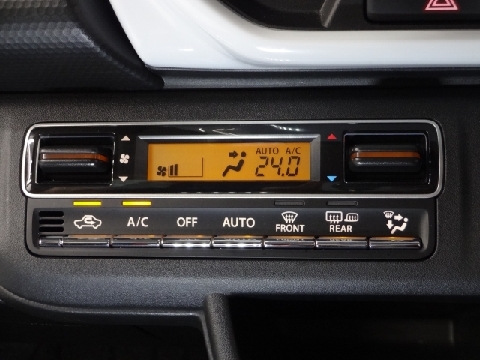 AUTO A/C
24.0
A/C OFF AUTO FRONT REAR